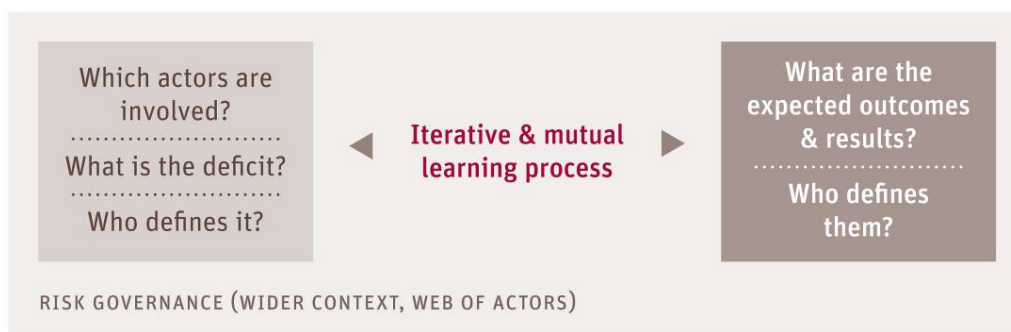 Which actors are
involved?
What is the deficit?
Who defines it?
Iterative & mutual
learning process
What are the
expected outcomes
& results?
Who defines
them?
RISK GOVERNANCE (WIDER CONTEXT, WEB OF ACTORS)